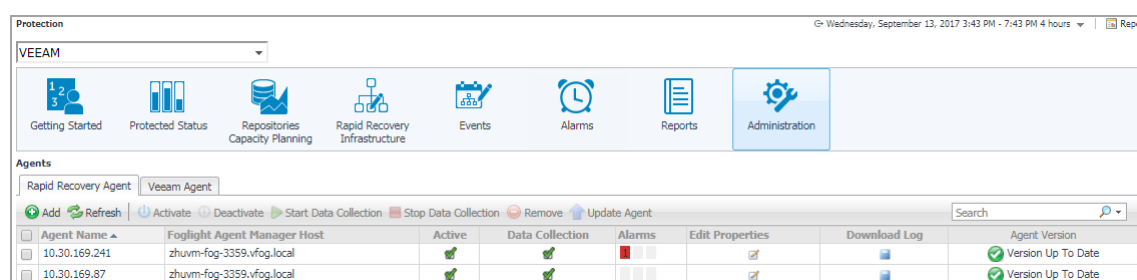 Protection
Wednesday, September 13, 2017 3:43 PM - 7:43 PM 4 hours
Repo
VEEAM
1 2 3
Getting Started
Protected Status
Repositories
Capacity Planning
Rapid Recovery
Infrastructure
Events
Alarms
Reports
Administration
Agents
Rapid Recovery Agent Veeam Agent
Add Refresh Activate Deactivate Start Data Collection Stop Data Collection Remove Update Agent Search
Agent Name Foglight Agent Manager Host Active Data Collection Alarms Edit Properties Download Log Agent Version
10.30.169.241 zhuvm-fog-3359.vfog.local 1 Version Up To Date
10.30.169.87 zhuvm-fog-3359.vfog.local Version Up To Date